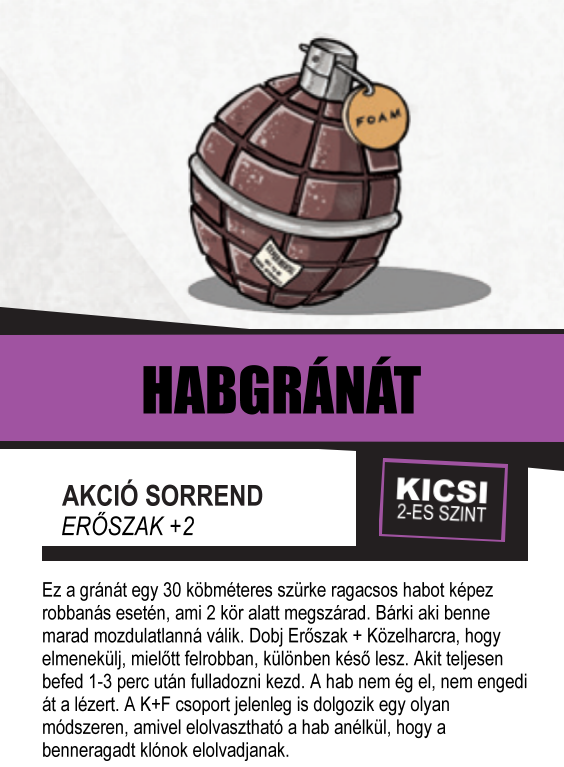 FOAM
HABGRÁNÁT
AKCIÓ SORREND
ERŐSZAK +2
KICSI
2-ES SZINT
Ez a gránát egy 30 köbméteres szürke ragacsos habot képez
robbanás esetén, ami 2 kör alatt megszárad. Bárki aki benne
marad mozdulatlanná válik. Dobj Erőszak + Közelharcra, hogy
elmenekülj, mielőtt felrobban, különben késő lesz. Akit teljesen
befed 1-3 perc után fulladozni kezd. A hab nem ég el, nem engedi
át a lézert. A K+F csoport jelenleg is dolgozik egy olyan
módszeren, amivel elolvasztható a hab anélkül, hogy a
benneragadt klónok elolvadjanak.